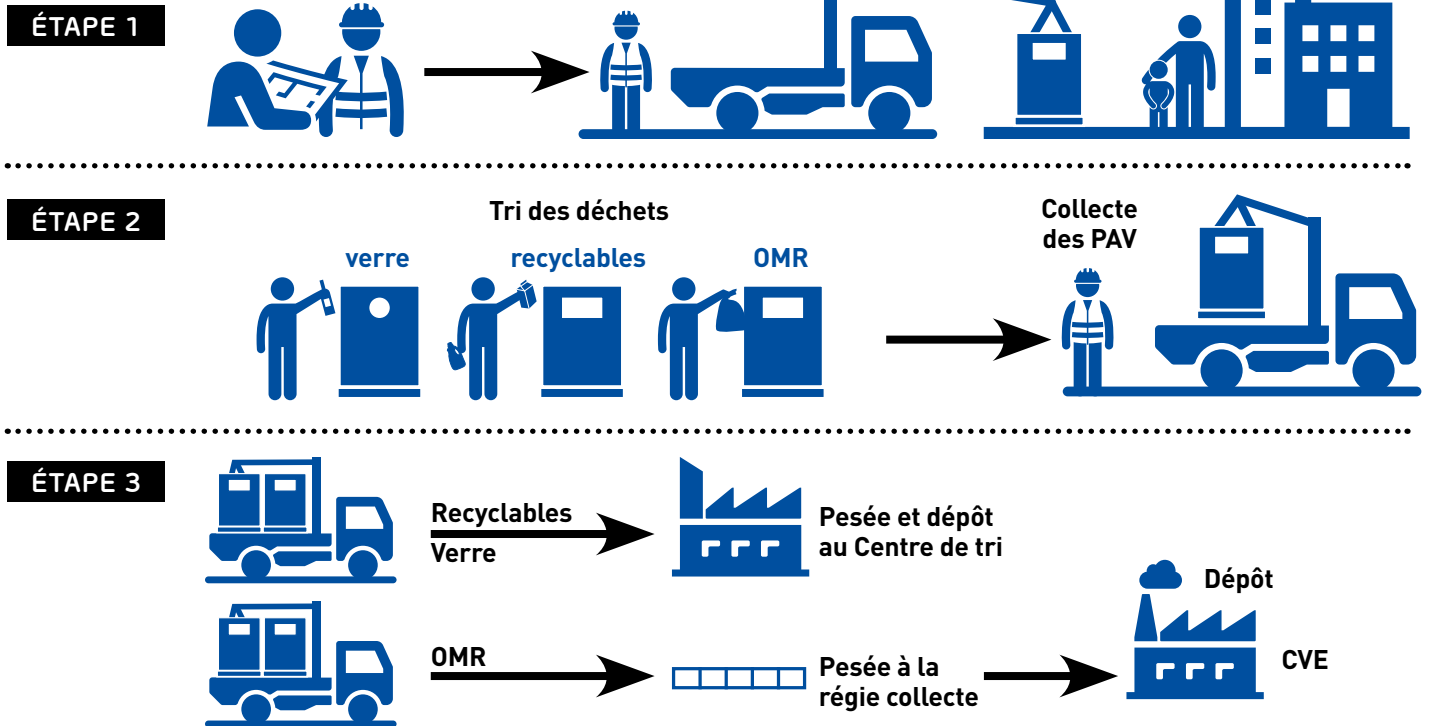 ÉTAPE 1
ÉTAPE 2
Tri des déchets
verre
recyclables
OMR
Collecte
des PAV
ÉTAPE 3
Recyclables
Verre
Pesée et dépôt
au Centre de tri
OMR
Pesée à la
régie collecte
Dépôt
CVE